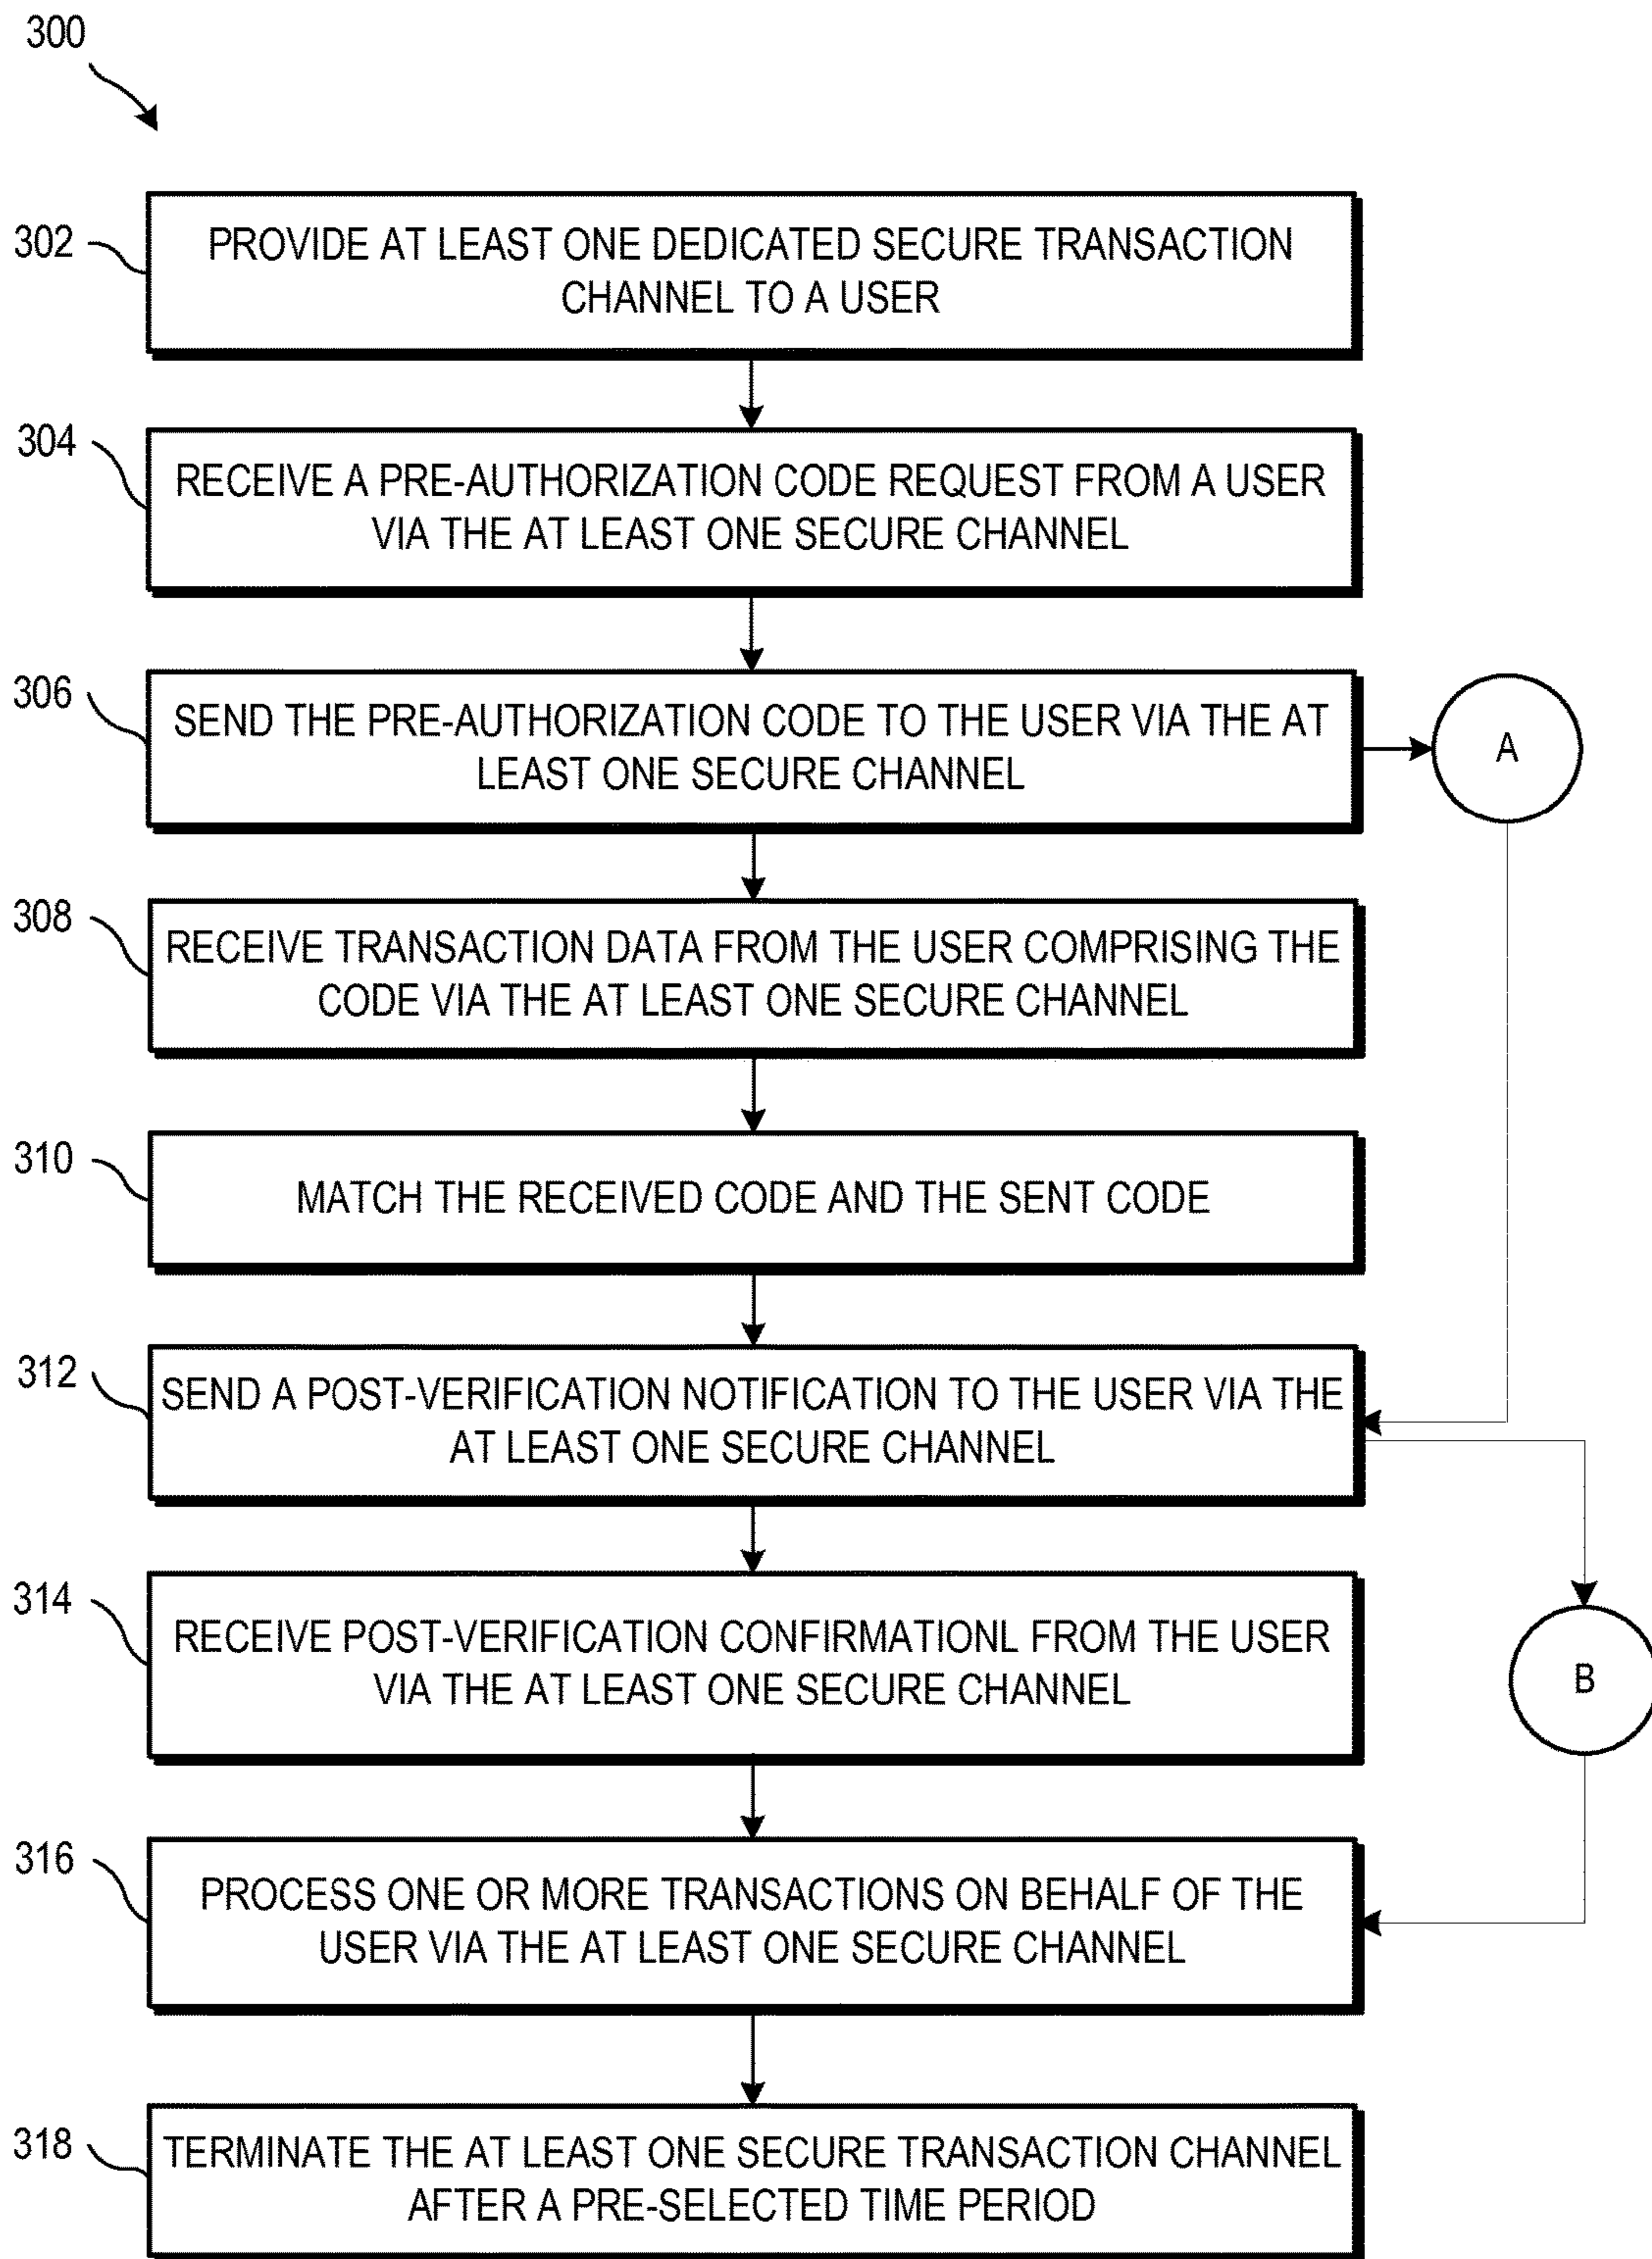 300
302
PROVIDE AT LEAST ONE DEDICATED SECURE TRANSACTION
CHANNEL TO A USER
304
RECEIVE A PRE-AUTHORIZATION CODE REQUEST FROM A USER
VIA THE AT LEAST ONE SECURE CHANNEL
306
SEND THE PRE-AUTHORIZATION CODE TO THE USER VIA THE AT
LEAST ONE SECURE CHANNEL
A
308
RECEIVE TRANSACTION DATA FROM THE USER COMPRISING THE
CODE VIA THE AT LEAST ONE SECURE CHANNEL
310
MATCH THE RECEIVED CODE AND THE SENT CODE
312
SEND A POST-VERIFICATION NOTIFICATION TO THE USER VIA THE
AT LEAST ONE SECURE CHANNEL
314
RECEIVE POST-VERIFICATION CONFIRMATIONL FROM THE USER
VIA THE AT LEAST ONE SECURE CHANNEL
B
316
PROCESS ONE OR MORE TRANSACTIONS ON BEHALF OF THE
USER VIA THE AT LEAST ONE SECURE CHANNEL
318
TERMINATE THE AT LEAST ONE SECURE TRANSACTION CHANNEL
AFTER A PRE-SELECTED TIME PERIOD